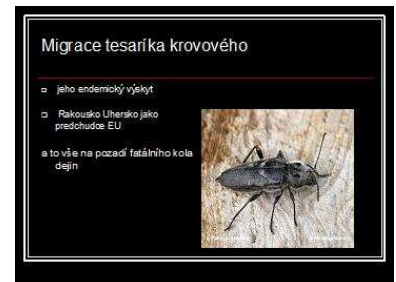 Migrace tesaríka krovového
jeho endemický výskyt
Rakousko Uhersko jako
predchudce EU
a to vše na pozadí fatálního kola
dejin